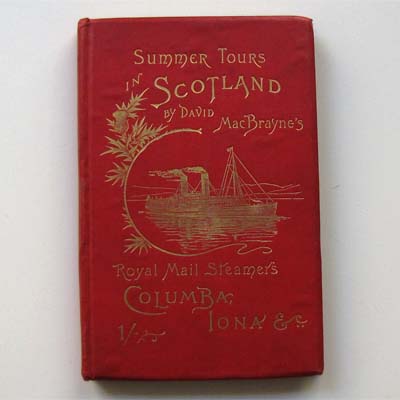 Summer Tours
in
Scotland
by David
MacBrayne's
Royal Mail Steamers
Columba,
Iona &c.
1/-